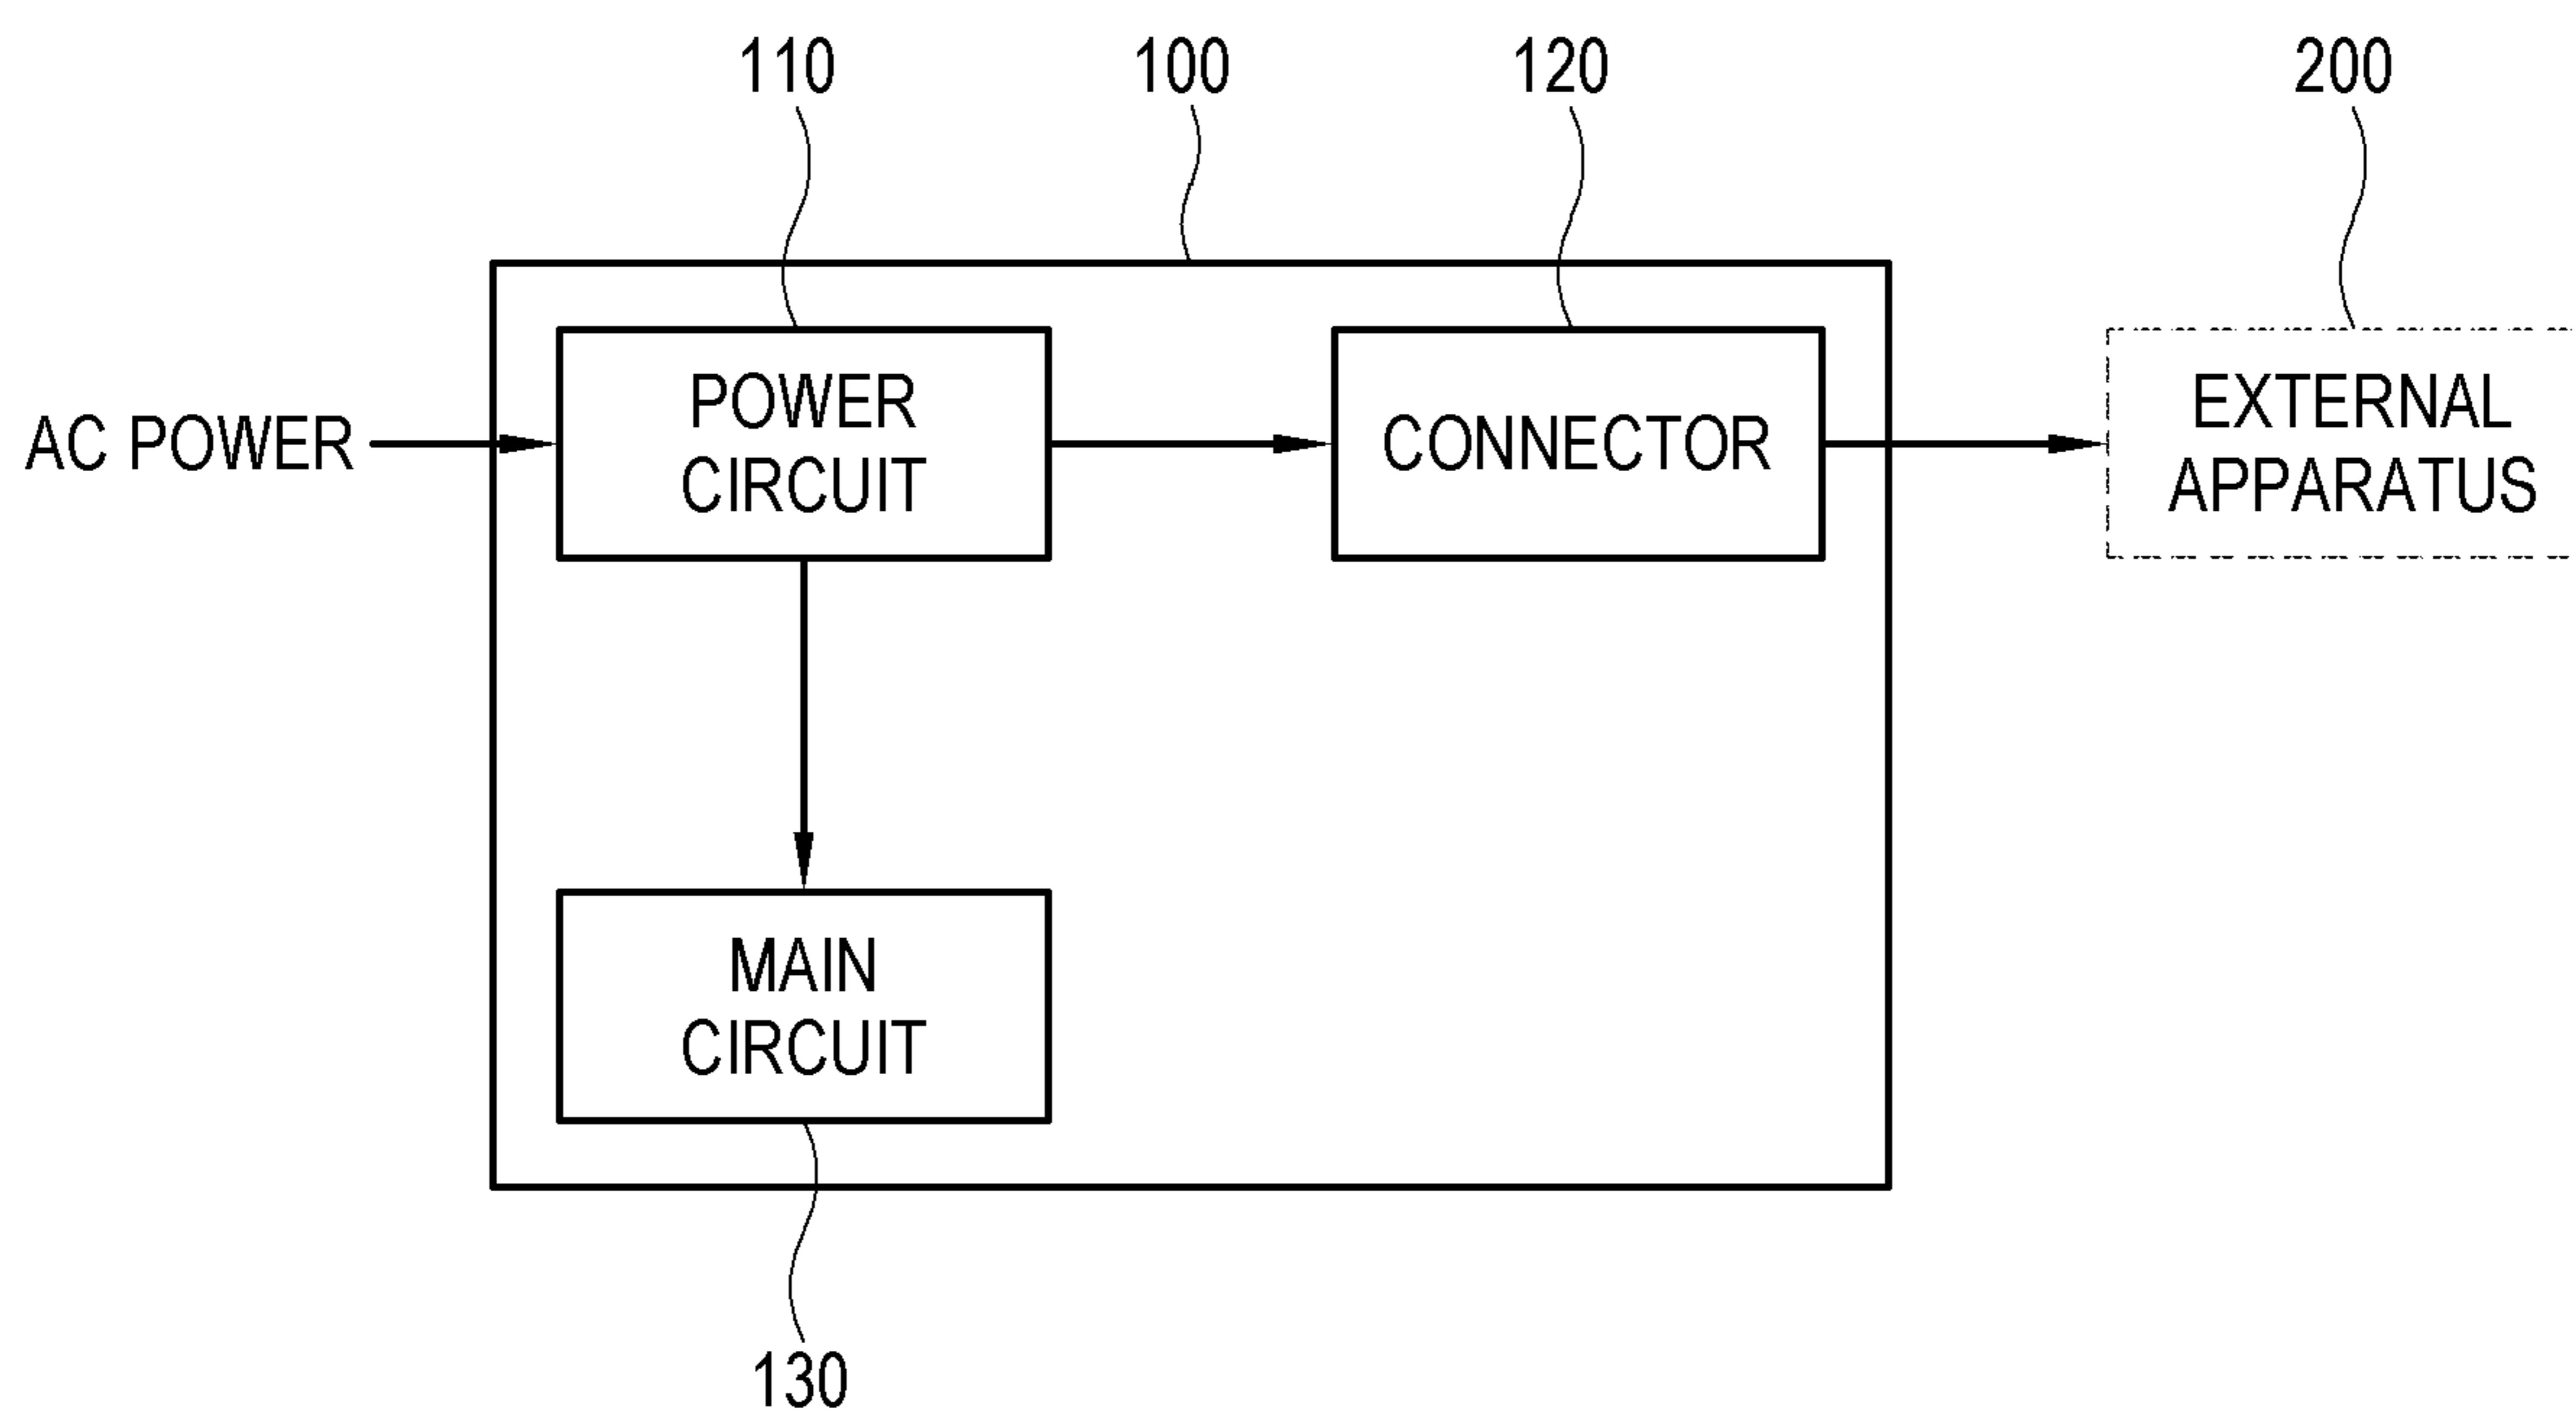 110
100
120
200
AC POWER
POWER
CIRCUIT
CONNECTOR
EXTERNAL
APPARATUS
MAIN
CIRCUIT
130